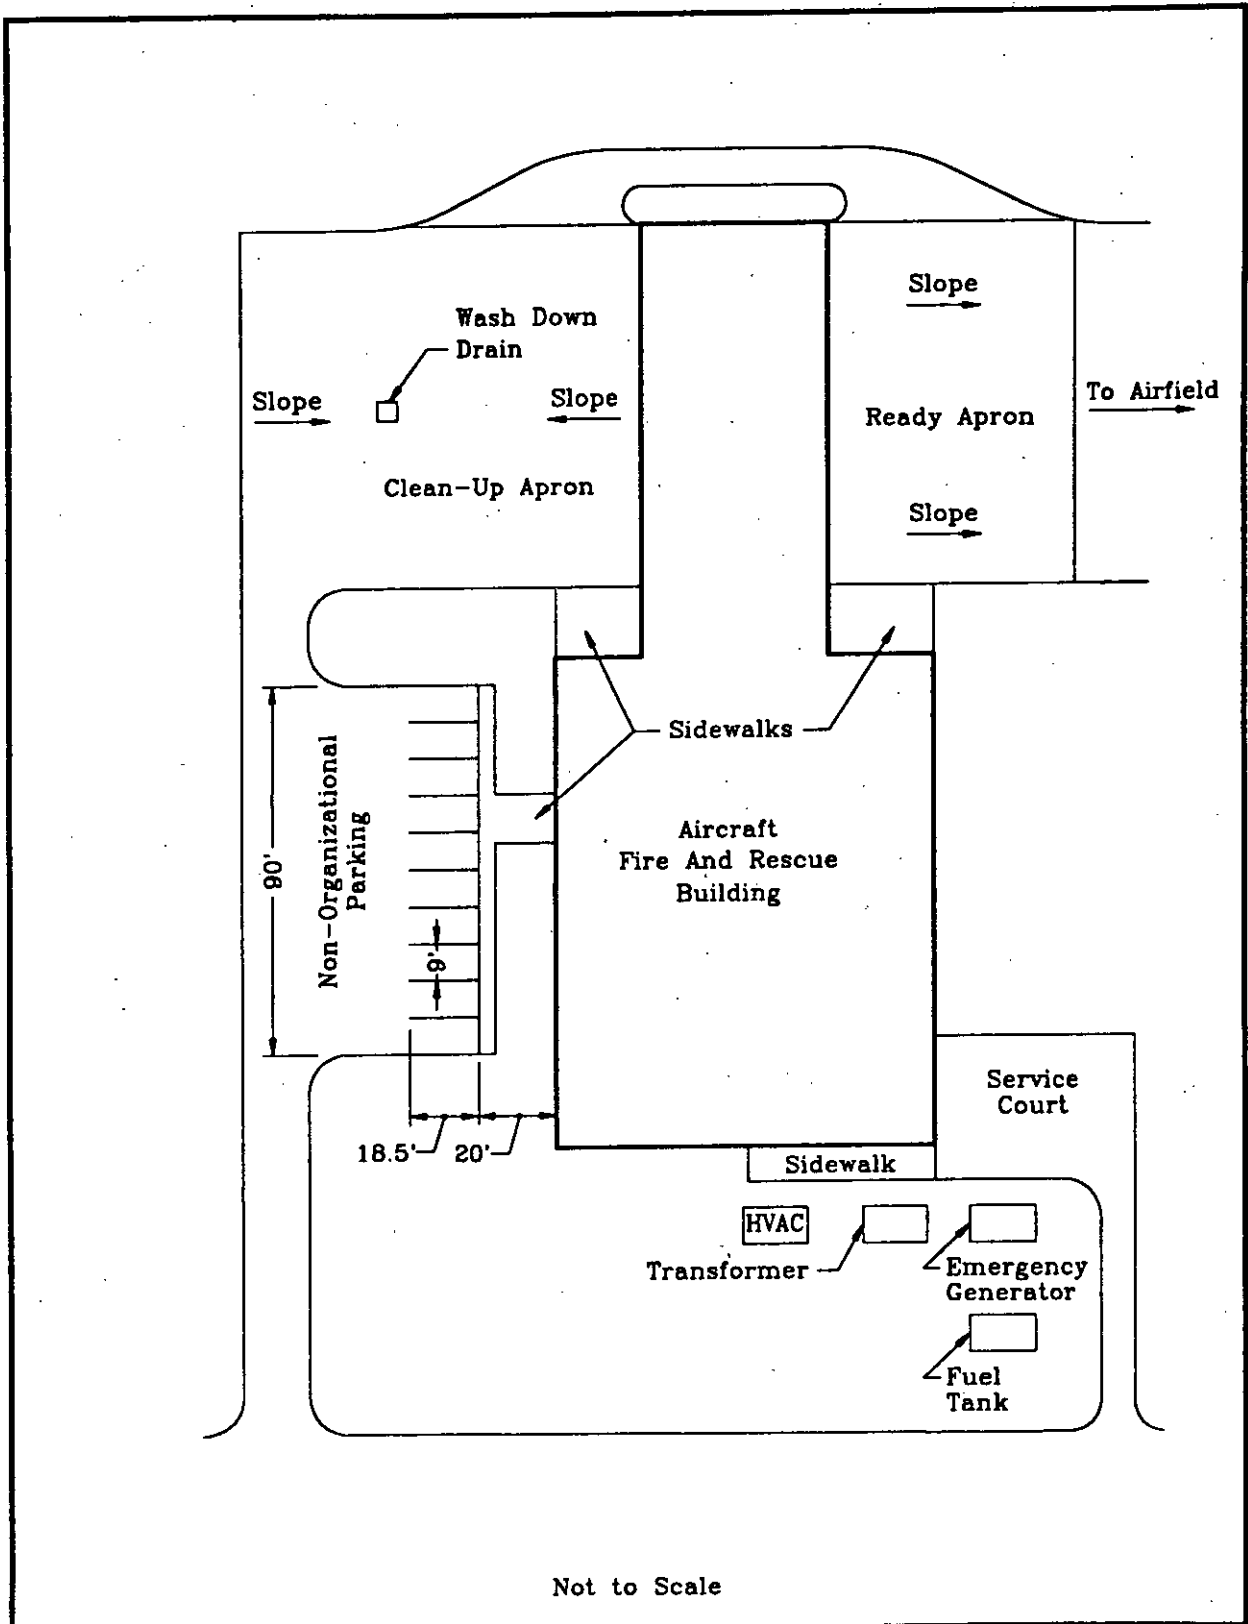 Slope
Wash Down
Drain
Slope
Slope
To Airfield
Ready Apron
Clean-Up Apron
Slope
Sidewalks
90'
Non-Organizational
Parking
9'
Aircraft
Fire And Rescue
Building
Service
Court
18.5'
20'
Sidewalk
HVAC
Transformer
Emergency
Generator
Fuel
Tank
Not to Scale